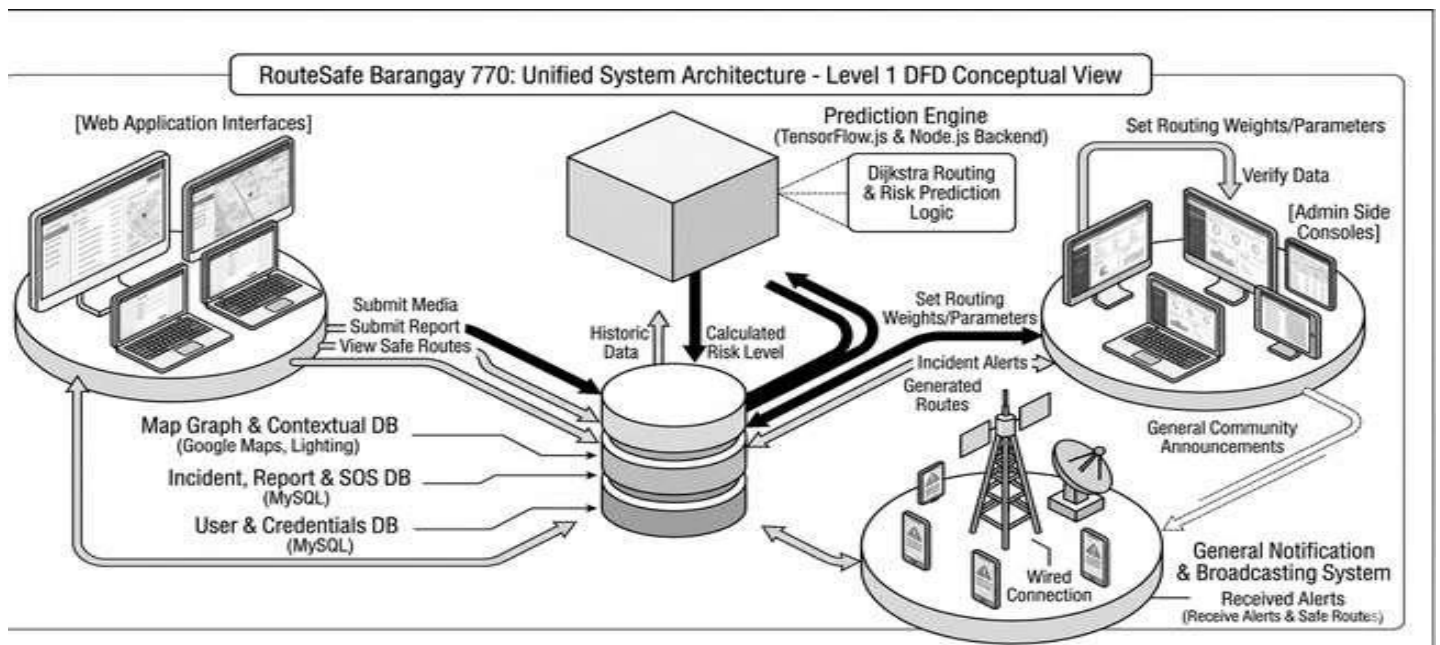 RouteSafe Barangay 770: Unified System Architecture - Level 1 DFD Conceptual View
[Web Application Interfaces]
Prediction Engine
(TensorFlow.js & Node.js Backend)
Dijkstra Routing
& Risk Prediction
Logic
Set Routing Weights/Parameters
Verify Data
[Admin Side
Consoles]
Submit Media
Submit Report
View Safe Routes
Historic
Data
Calculated
Risk Level
Set Routing
Weights/Parameters
Incident Alerts
Generated
Routes
General Community
Announcements
Map Graph & Contextual DB
(Google Maps, Lighting)
Incident, Report & SOS DB
(MySQL)
User & Credentials DB
(MySQL)
Wired
Connection
General Notification
& Broadcasting System
Received Alerts
(Receive Alerts & Safe Routes)